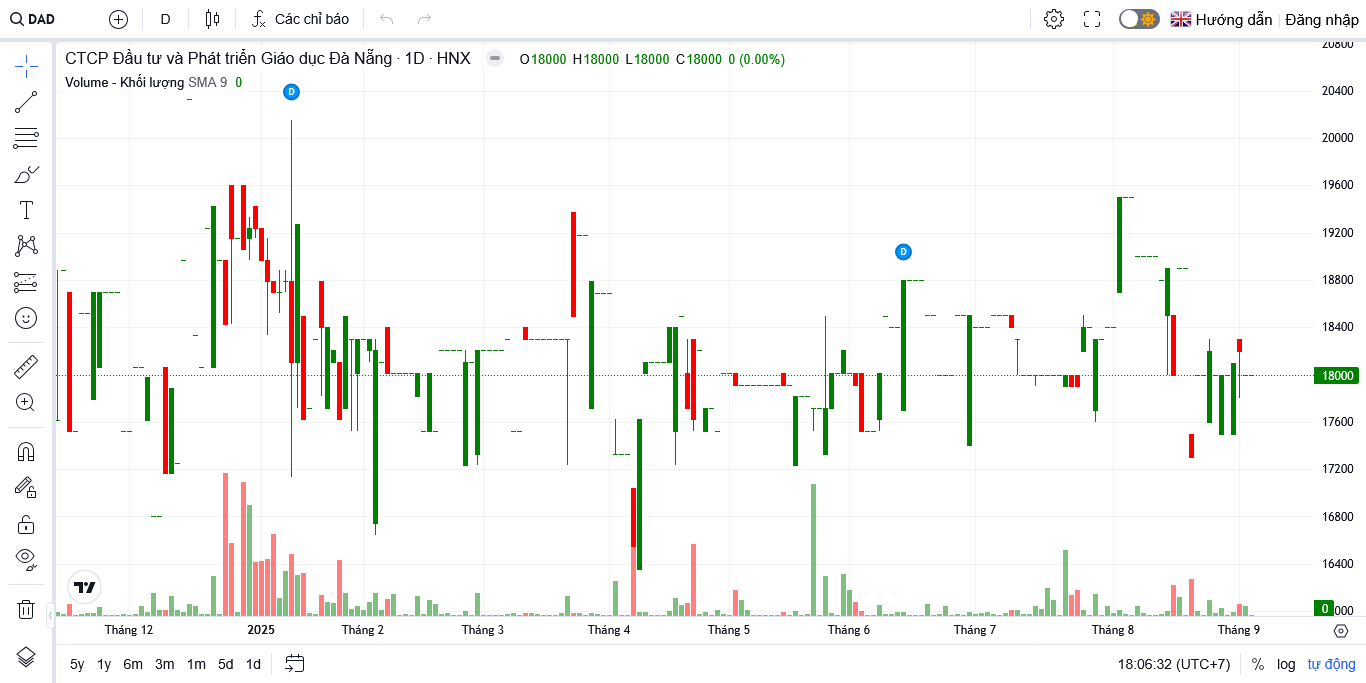 DAD D Các chỉ báo Hướng dẫn Đăng nhập
CTCP Đầu tư và Phát triển Giáo dục Đà Nẵng · 1D · HNX O18000 H18000 L18000 C18000 0 (0.00%)
Volume - Khối lượng SMA 9 0
D
D
20800
20400
20000
19600
19200
18800
18400
18000
17600
17200
16800
16400
0
000
Tháng 12 2025 Tháng 2 Tháng 3 Tháng 4 Tháng 5 Tháng 6 Tháng 7 Tháng 8 Tháng 9
5y 1y 6m 3m 1m 5d 1d 18:06:32 (UTC+7) % log tự động